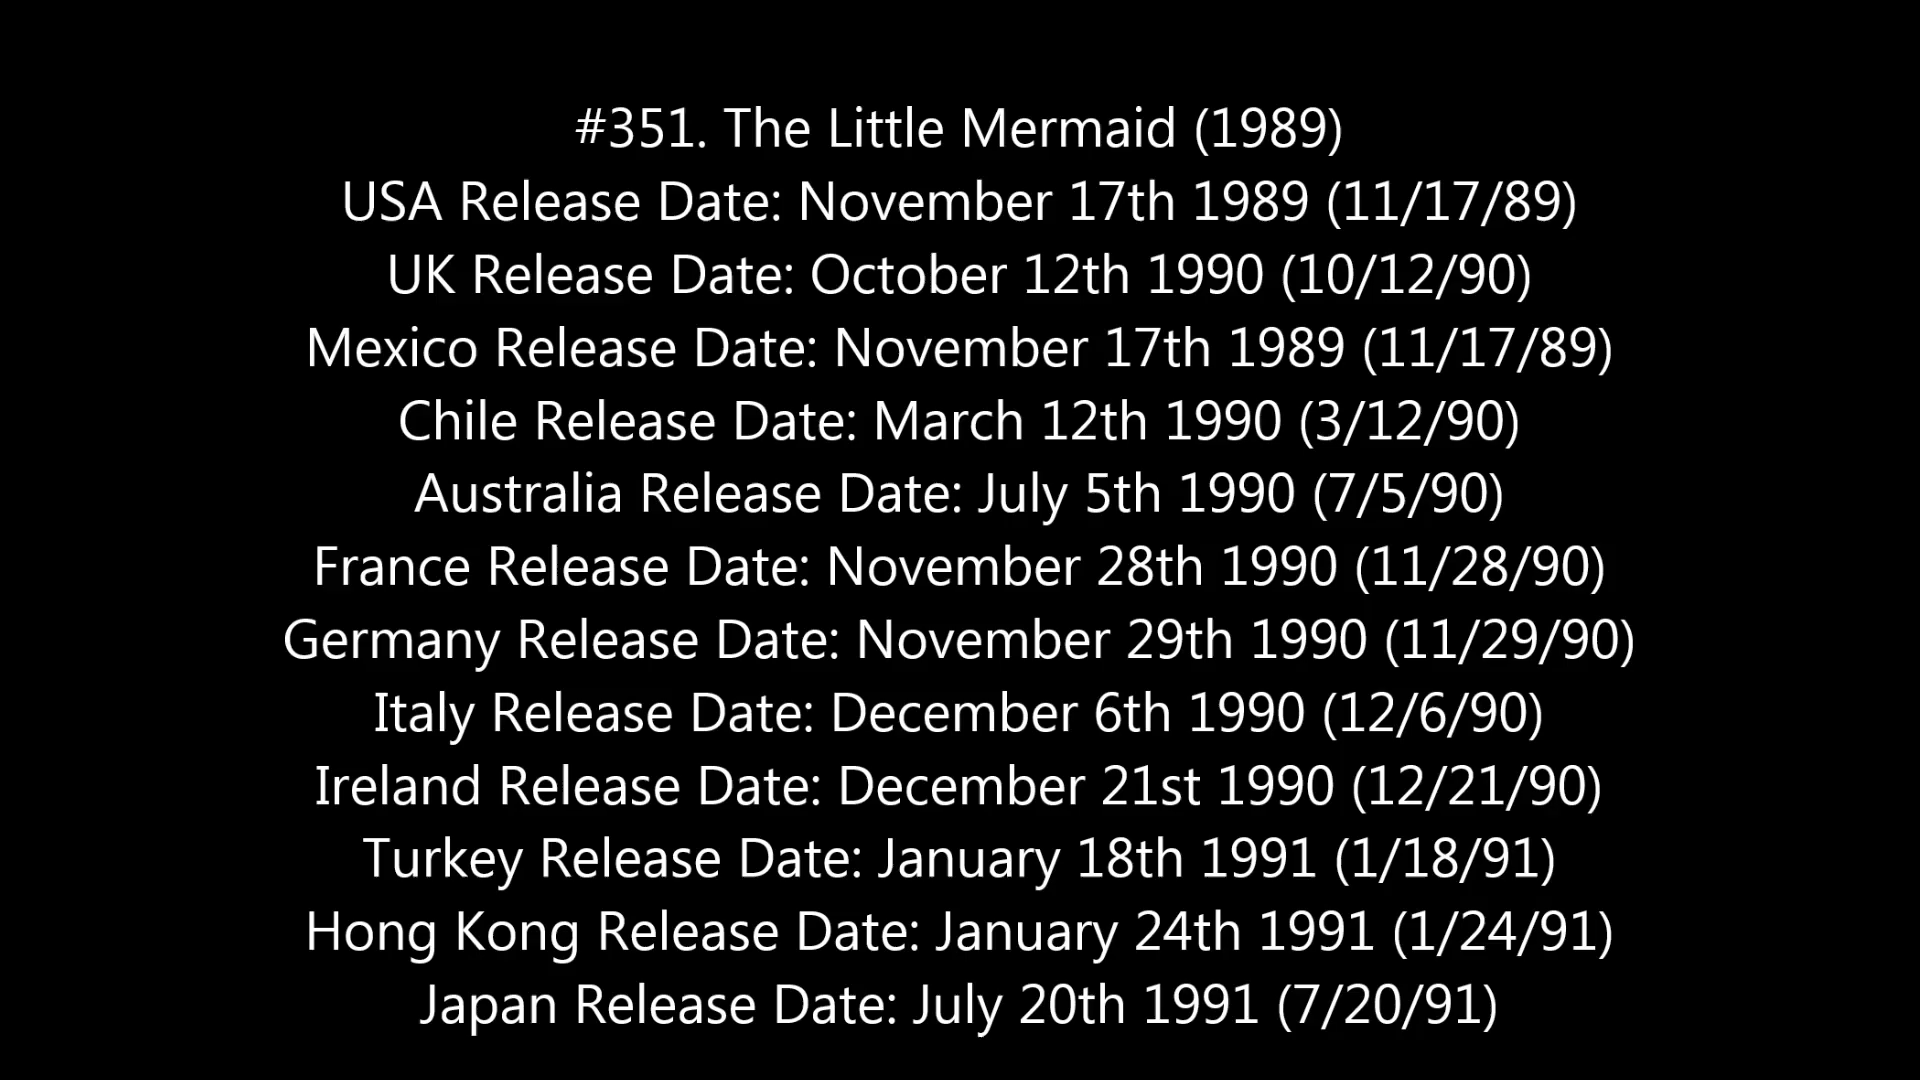 #351. The Little Mermaid (1989)
USA Release Date: November 17th 1989 (11/17/89)
UK Release Date: October 12th 1990 (10/12/90)
Mexico Release Date: November 17th 1989 (11/17/89)
Chile Release Date: March 12th 1990 (3/12/90)
Australia Release Date: July 5th 1990 (7/5/90)
France Release Date: November 28th 1990 (11/28/90)
Germany Release Date: November 29th 1990 (11/29/90)
Italy Release Date: December 6th 1990 (12/6/90)
Ireland Release Date: December 21st 1990 (12/21/90)
Turkey Release Date: January 18th 1991 (1/18/91)
Hong Kong Release Date: January 24th 1991 (1/24/91)
Japan Release Date: July 20th 1991 (7/20/91)